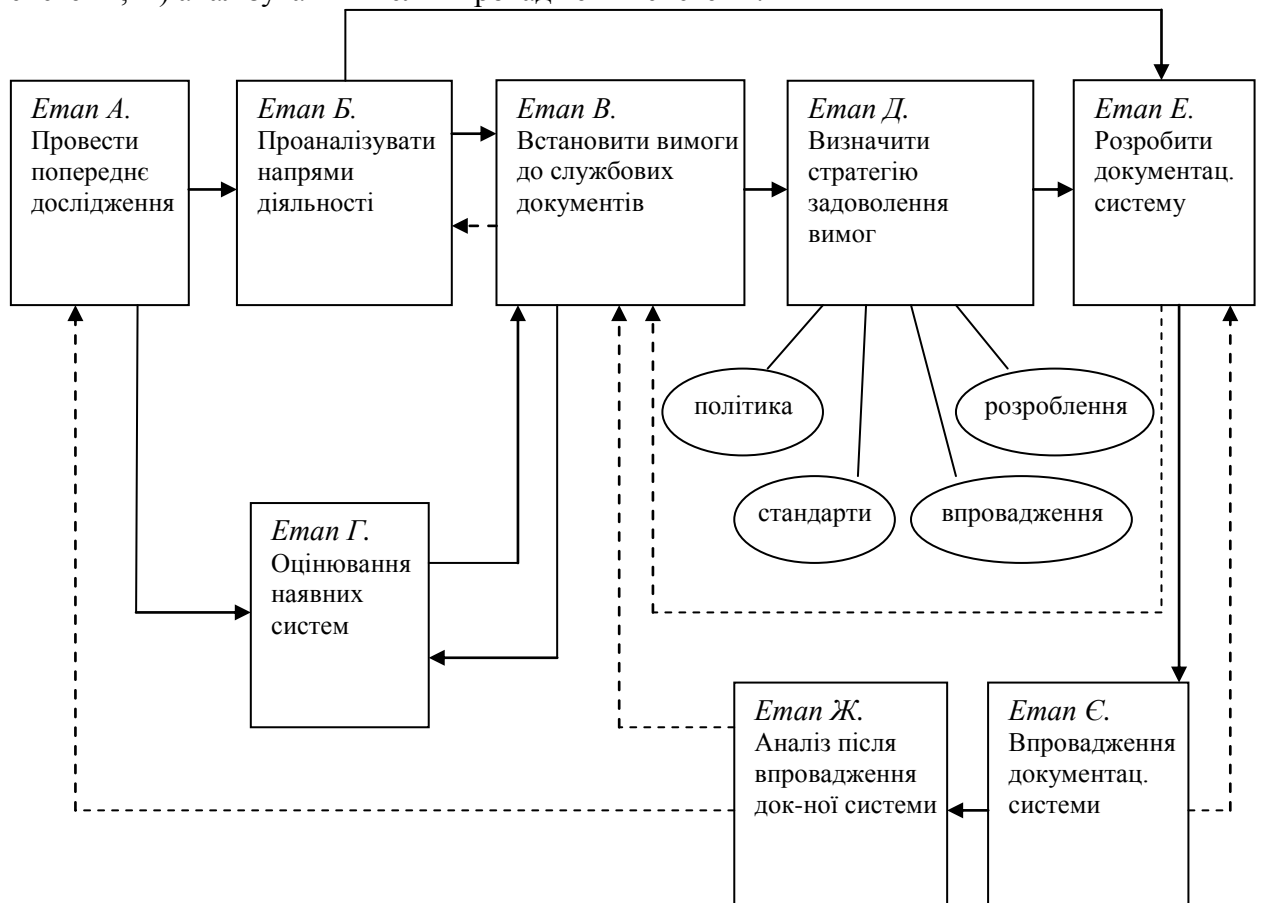 Етап А.
Провести
попереднє
дослідження
Етап Б.
Проаналізувати
напрями
діяльності
Етап В.
Встановити вимоги
до службових
документів
Етап Д.
Визначити
стратегію
задоволення
вимог
Етап Е.
Розробити
документац.
систему
політика
розроблення
стандарти
впровадження
Етап Г.
Оцінювання
наявних
систем
Етап Ж.
Аналіз після
впровадження
док-ної системи
Етап Є.
Впровадження
документац.
системи